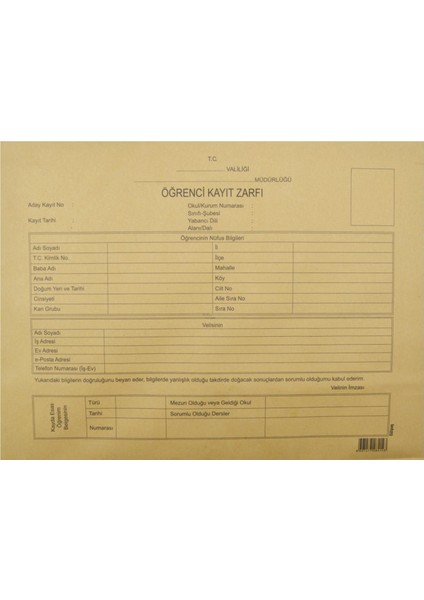 T.C.
VALİLİĞİ
MÜDÜRLÜĞÜ
ÖĞRENCİ KAYIT ZARFI
Aday Kayıt No
Okul/Kurum Numarası
Sınıfı-Şubesi
Kayıt Tarihi
Yabancı Dili
Alanı/Dalı
Öğrencinin Nüfus Bilgileri
Adı Soyadı
İl
T.C. Kimlik No.
İlçe
Baba Adı
Mahalle
Ana Adı
Köy
Doğum Yeri ve Tarihi
Cilt No
Cinsiyeti
Aile Sıra No
Kan Grubu
Sıra No
Velisinin
Adı Soyadı
İş Adresi
Ev Adresi
e-Posta Adresi
Telefon Numarası (İş-Ev)
Yukarıdaki bilgilerin doğruluğunu beyan eder, bilgilerde yanlışlık olduğu takdirde doğacak sonuçlardan sorumlu olduğumu kabul ederim.
Velinin İmzası
Kayda Esas
Öğrenim
Belgesinin
Türü
Mezun Olduğu veya Geldiği Okul
Tarihi
Sorumlu Olduğu Dersler
Numarası